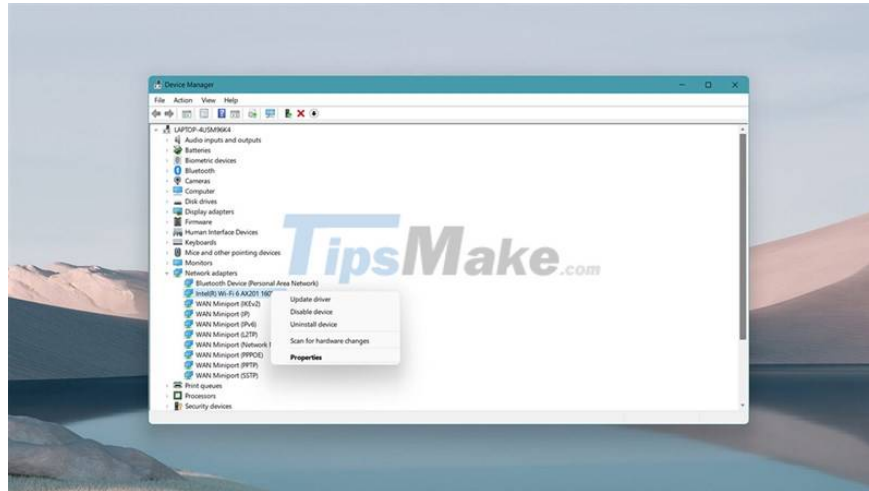 Device Manager
File Action View Help
LAPTOP-4USM96K4
Audio inputs and outputs
Batteries
Biometric devices
Bluetooth
Cameras
Computer
Disk drives
Display adapters
Firmware
Human Interface Devices
Keyboards
Mice and other pointing devices
Monitors
Network adapters
Bluetooth Device (Personal Area Network)
Intel(R) Wi-Fi 6 AX201
WAN Miniport (IKEv2)
WAN Miniport (IP)
WAN Miniport (IPv6)
WAN Miniport (L2TP)
WAN Miniport (Network
WAN Miniport (PPPOE)
WAN Miniport (PPTP)
WAN Miniport (SSTP)
Print queues
Processors
Security devices
Update driver
Disable device
Uninstall device
Scan for hardware changes
Properties
TipsMake.com